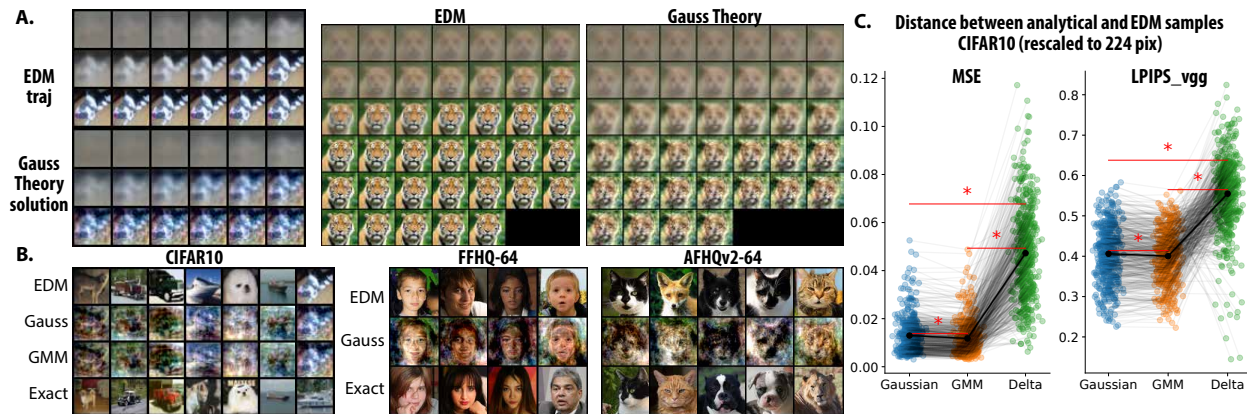 A.
EDM
traj
Gauss
Theory
solution
EDM
Gauss Theory
B.
CIFAR10
EDM
Gauss
GMM
Exact
FFHQ-64
EDM
Gauss
Exact
AFHQv2-64
C.
Distance between analytical and EDM samples
CIFAR10 (rescaled to 224 pix)
MSE
0.12
0.10
0.08
0.06
0.04
0.02
0.00
*
*
*
Gaussian GMM Delta
LPIPS_vgg
0.8
0.7
0.6
0.5
0.4
0.3
0.2
*
*
*
Gaussian GMM Delta